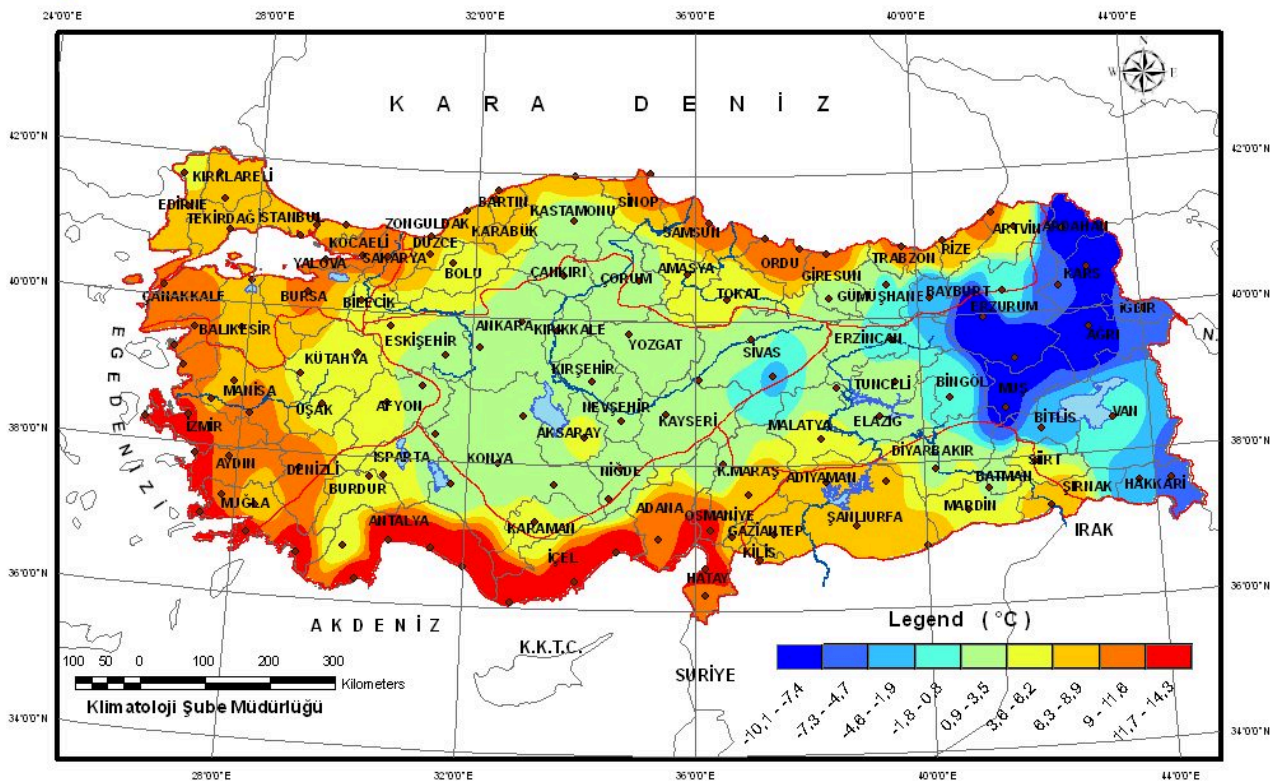 24°0'0"E 28°0'0"E 32°0'0"E 36°0'0"E 40°0'0"E 44°0'0"E
N
W E
S
K A R A D E N İ Z
42°0'0"N 42°0'0"N
KIRKLARELİ
EDİRNE
TEKİRDAĞ
İSTANBUL
KOCAELİ
YALOVA
SAKARYA
ZONGULDAK
DÜZCE
BARTIN
KARABÜK
BOLU
KASTAMONU
SİNOP
SAMSUN
ÇANKIRI
ÇORUM
AMASYA
TOKAT
ORDU
GİRESUN
TRABZON
RİZE
ARTVİN
ARDAHAN
KARS
GÜMÜŞHANE
BAYBURT
ERZURUM
IĞDIR
AĞRI
40°0'0"N 40°0'0"N
ÇANAKKALE
BALIKESİR
BURSA
BİLECİK
ESKİŞEHİR
ANKARA
KIRIKKALE
YOZGAT
SİVAS
ERZİNCAN
TUNCELİ
BİNGÖL
MUŞ
BİTLİS
VAN
N.
E G E D E N İ Z İ
KÜTAHYA
MANİSA
UŞAK
AFYON
KIRŞEHİR
NEVŞEHİR
KAYSERİ
AKSARAY
MALATYA
ELAZIĞ
DİYARBAKIR
BATMAN
SİİRT
ŞIRNAK
HAKKARİ
38°0'0"N 38°0'0"N
İZMİR
AYDIN
DENİZLİ
ISPARTA
BURDUR
KONYA
NİĞDE
K.MARAŞ
ADIYAMAN
MARDİN
MUĞLA
ANTALYA
KARAMAN
İÇEL
ADANA
OSMANİYE
GAZİANTEP
KİLİS
ŞANLIURFA
HATAY
IRAK
36°0'0"N 36°0'0"N
A K D E N İ Z
K.K.T.C.
SURİYE
Legend ( °C )
-10,1 - -7,4
-7,3 - -4,7
-4,6 - -1,9
-1,8 - 0,8
0,9 - 3,5
3,6 - 6,2
6,3 - 8,9
9 - 11,6
11,7 - 14,3
100 50 0 100 200 300
Kilometers
Klimatoloji Şube Müdürlüğü
34°0'0"N 34°0'0"N
28°0'0"E 32°0'0"E 36°0'0"E 40°0'0"E 44°0'0"E